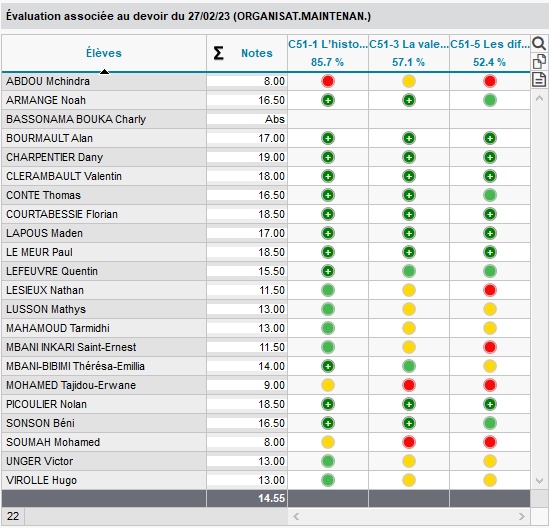 Évaluation associée au devoir du 27/02/23 (ORGANISAT.MAINTENAN.)
Élèves Σ Notes C51-1 L'histo... C51-3 La vale... C51-5 Les dif...
85.7 % 57.1 % 52.4 %
ABDOU Mchindra 8.00
ARMANGE Noah 16.50
BASSONAMA BOUKA Charly Abs
BOURMAULT Alan 17.00
CHARPENTIER Dany 19.00
CLERAMBAULT Valentin 18.00
CONTE Thomas 16.50
COURTABESSIE Florian 18.50
LAPOUS Maden 17.00
LE MEUR Paul 18.50
LEFEUVRE Quentin 15.50
LESIEUX Nathan 11.50
LUSSON Mathys 13.00
MAHAMOUD Tarmidhi 13.00
MBANI INKARI Saint-Ernest 11.50
MBANI-BIBIMI Thérésa-Emillia 14.00
MOHAMED Tajidou-Erwane 9.00
PICOULIER Nolan 18.50
SONSON Béni 16.50
SOUMAH Mohamed 8.00
UNGER Victor 13.00
VIROLLE Hugo 13.00
14.55
22